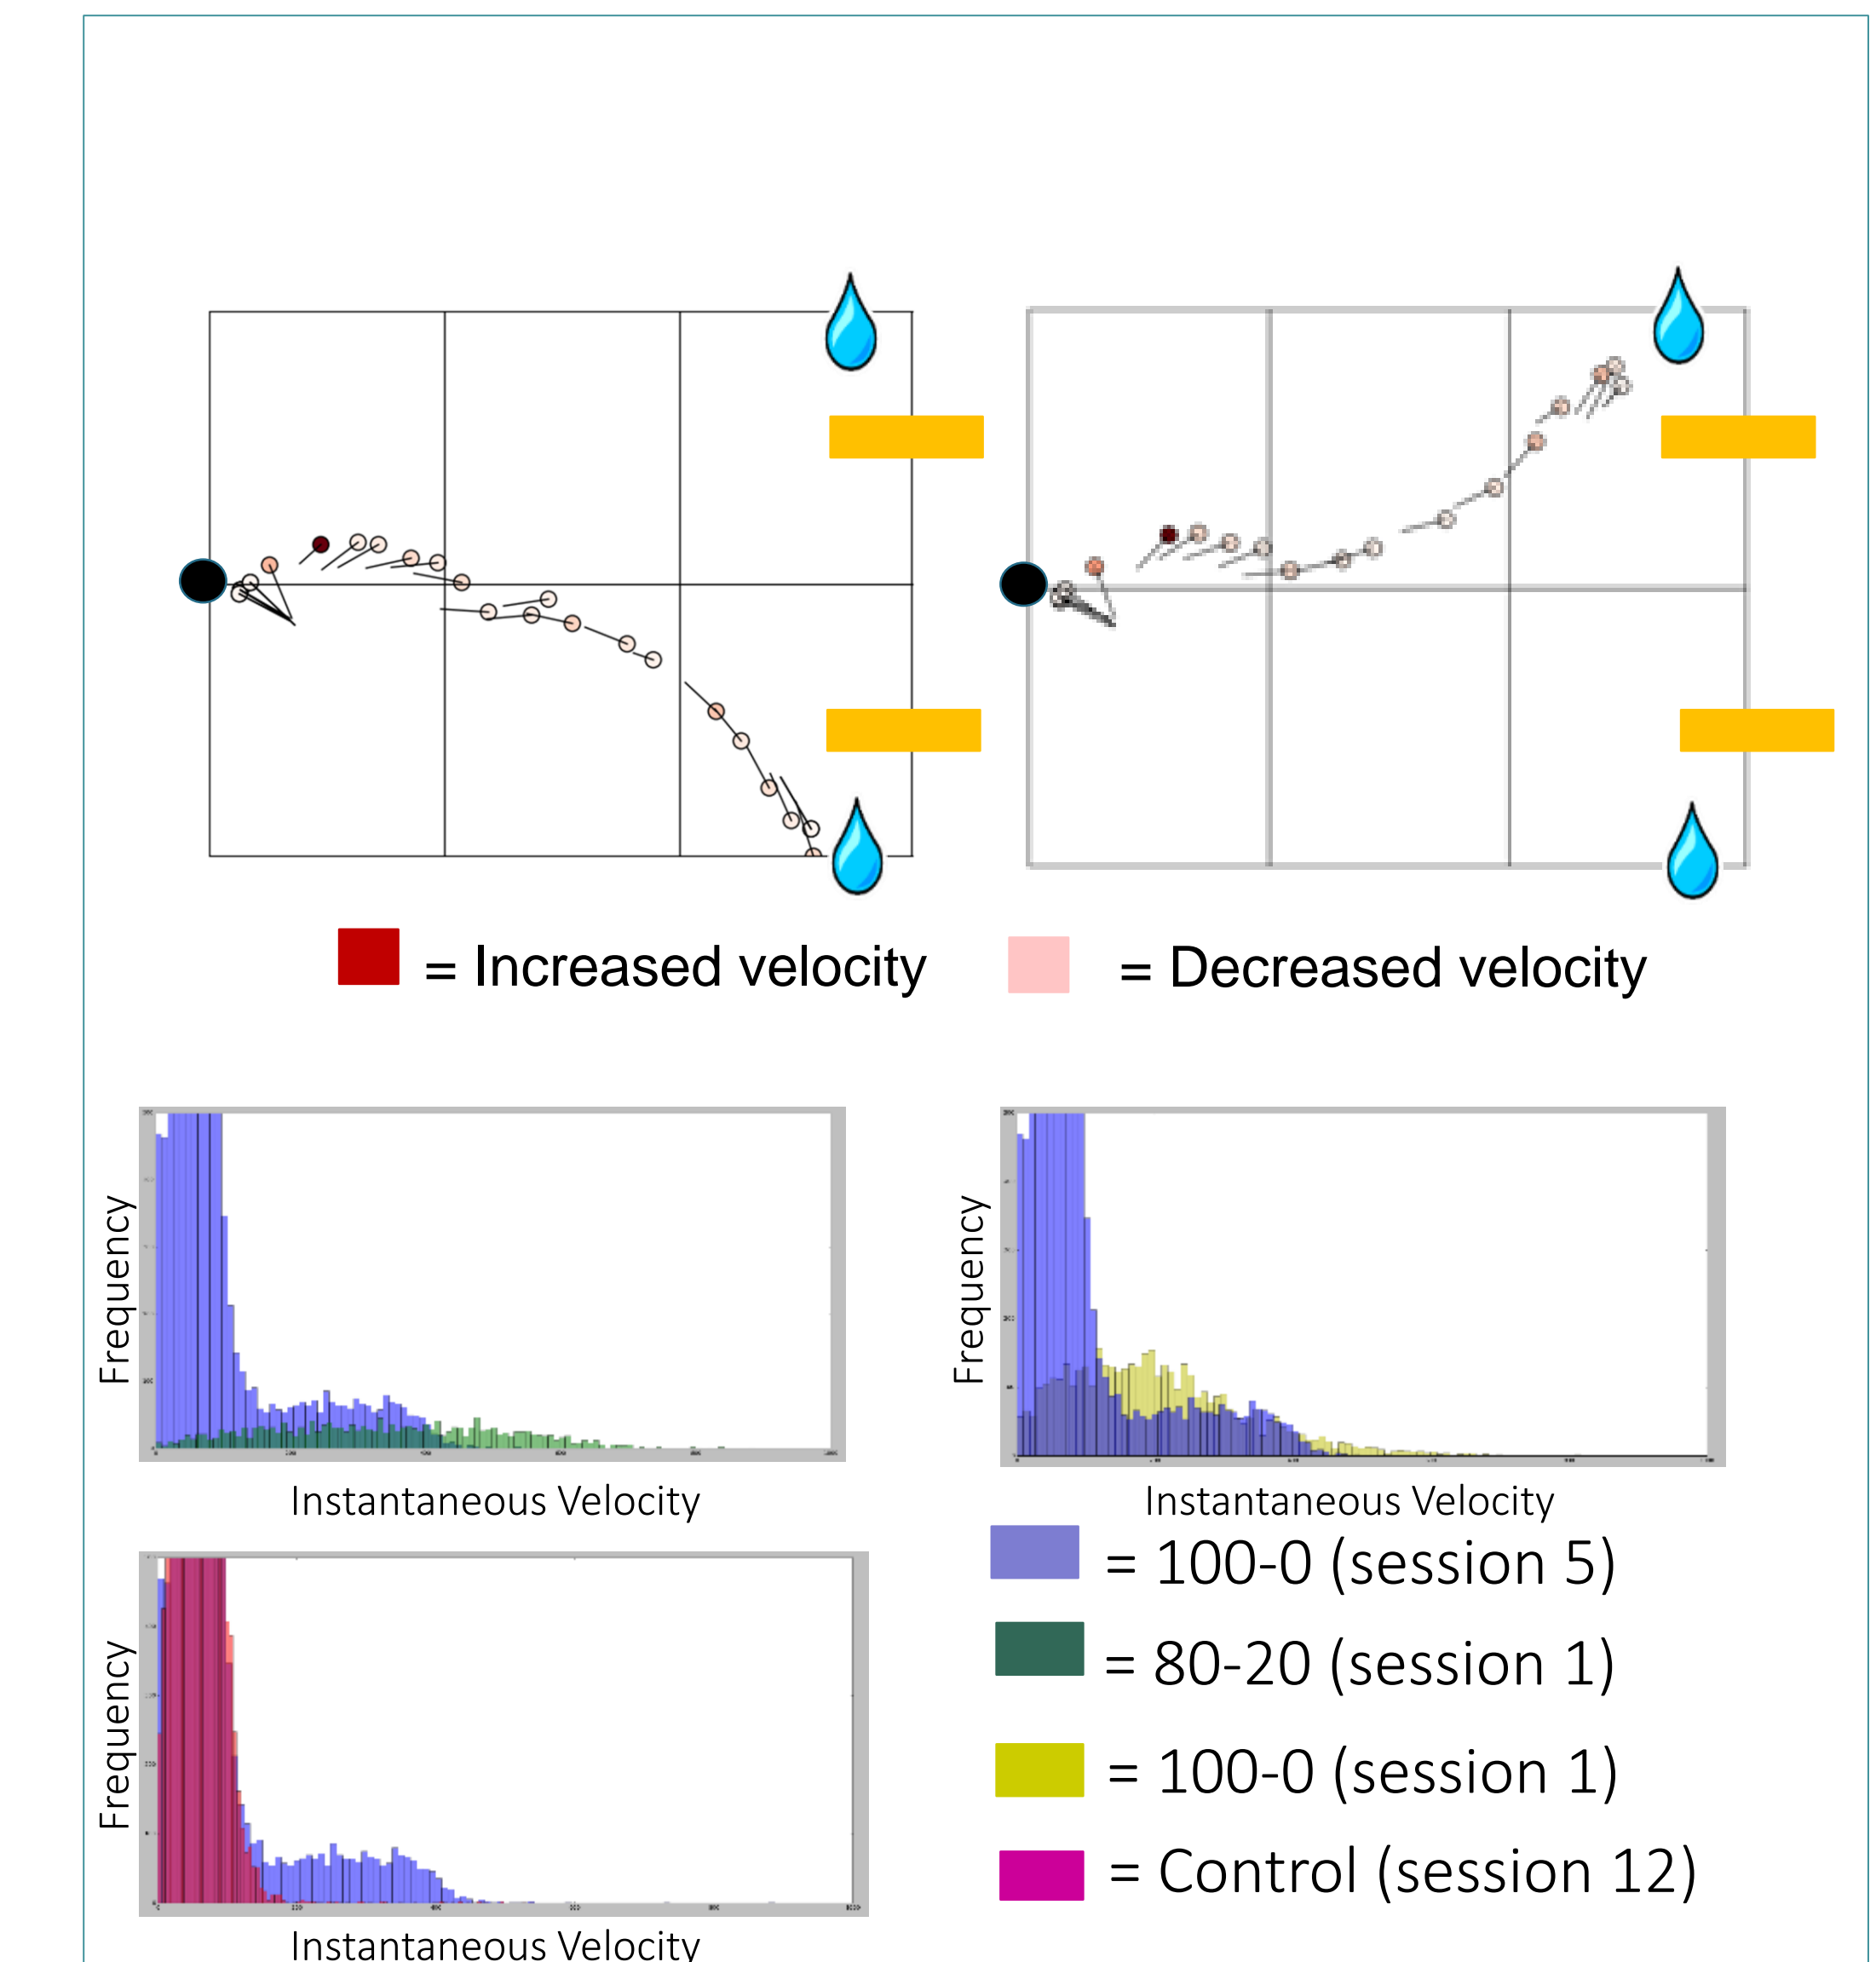 = Increased velocity
= Decreased velocity
Frequency
Instantaneous Velocity
Frequency
Instantaneous Velocity
= 100-0 (session 5)
= 80-20 (session 1)
= 100-0 (session 1)
= Control (session 12)
Frequency
Instantaneous Velocity